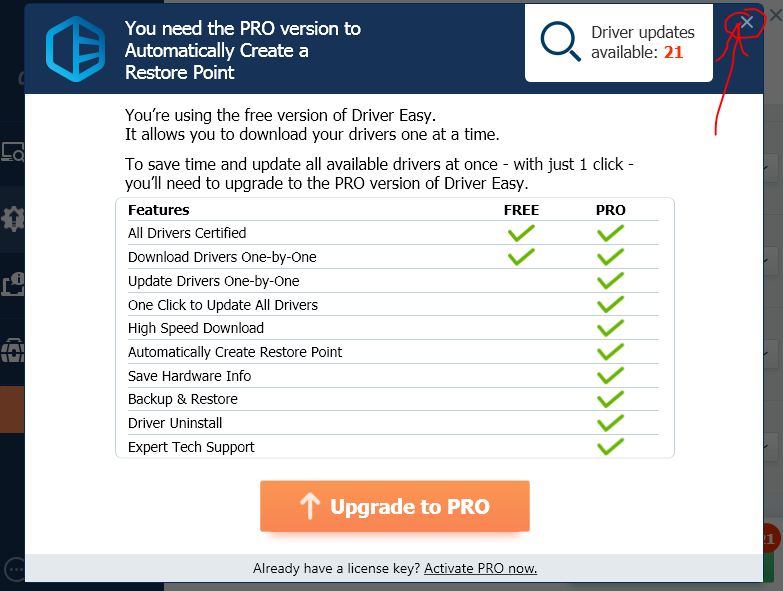 You need the PRO version to
Automatically Create a
Restore Point
Driver updates
available: 21
You're using the free version of Driver Easy.
It allows you to download your drivers one at a time.
To save time and update all available drivers at once - with just 1 click -
you'll need to upgrade to the PRO version of Driver Easy.
Features FREE PRO
All Drivers Certified
Download Drivers One-by-One
Update Drivers One-by-One
One Click to Update All Drivers
High Speed Download
Automatically Create Restore Point
Save Hardware Info
Backup & Restore
Driver Uninstall
Expert Tech Support
Upgrade to PRO
21
Already have a license key? Activate PRO now.